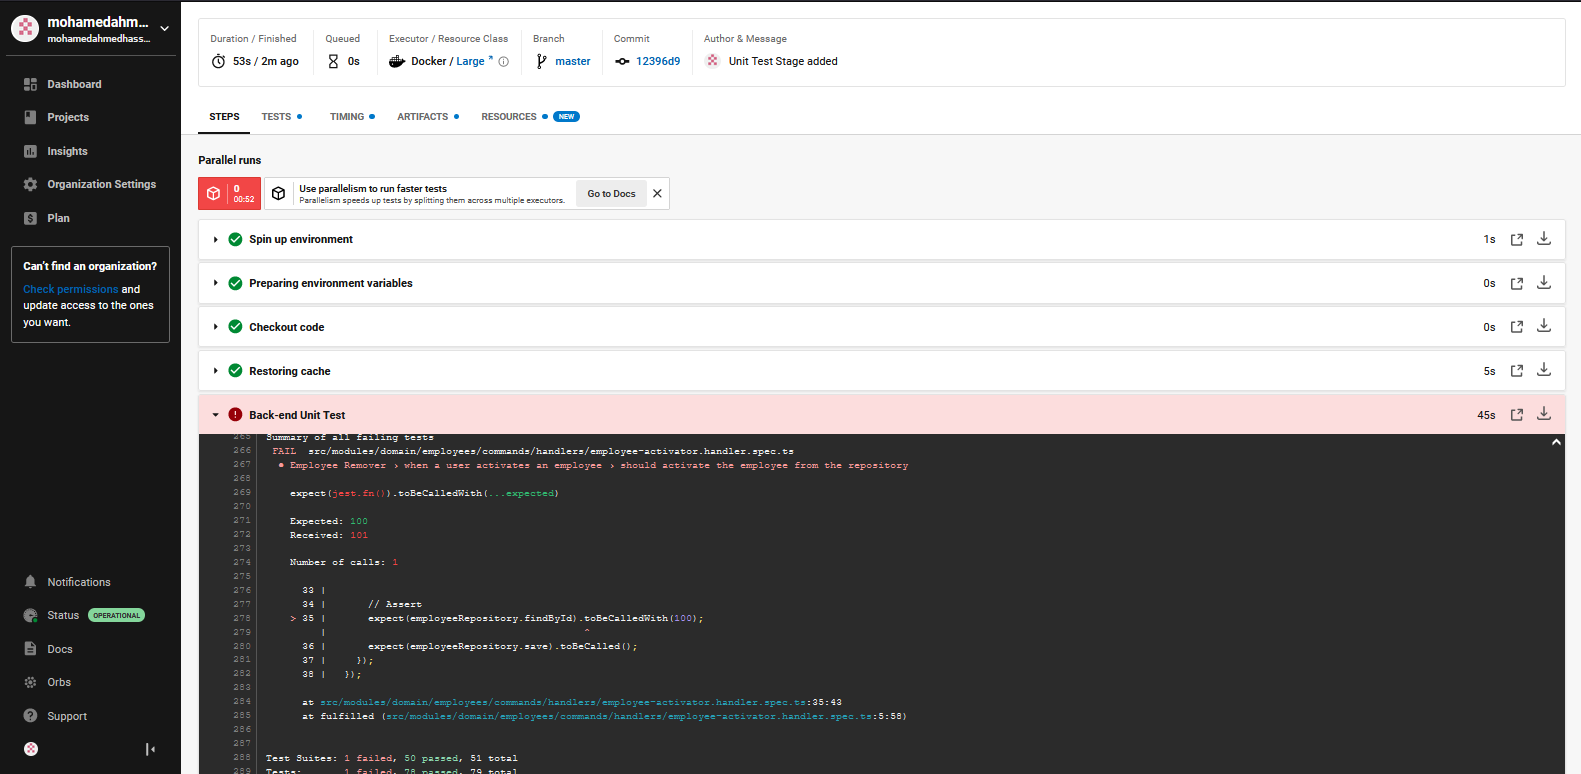 mohamedahm...
mohamedahmedhass...
Dashboard
Projects
Insights
Organization Settings
Plan
Can't find an organization?
Check permissions and
update access to the ones
you want.
Notifications
Status OPERATIONAL
Docs
Orbs
Support
Duration / Finished
53s / 2m ago
Queued
0s
Executor / Resource Class
Docker / Large
Branch
master
Commit
12396d9
Author & Message
Unit Test Stage added
STEPS TESTS TIMING ARTIFACTS RESOURCES NEW
Parallel runs
0
00:52
Use parallelism to run faster tests
Parallelism speeds up tests by splitting them across multiple executors.
Go to Docs
Spin up environment 1s
Preparing environment variables 0s
Checkout code 0s
Restoring cache 5s
Back-end Unit Test 45s
265 Summary of all failing tests
266 FAIL src/modules/domain/employees/commands/handlers/employee-activator.handler.spec.ts
267 ● Employee Remover › when a user activates an employee › should activate the employee from the repository
268
269 expect(jest.fn()).toBeCalledWith(...expected)
270
271 Expected: 100
272 Received: 101
273
274 Number of calls: 1
275
276 33 |
277 34 | // Assert
278 > 35 | expect(employeeRepository.findById).toBeCalledWith(100);
279 | ^
280 36 | expect(employeeRepository.save).toBeCalled();
281 37 | });
282 38 | });
283
284 at src/modules/domain/employees/commands/handlers/employee-activator.handler.spec.ts:35:43
285 at fulfilled (src/modules/domain/employees/commands/handlers/employee-activator.handler.spec.ts:5:58)
286
287
288 Test Suites: 1 failed, 50 passed, 51 total
289 Tests: 1 failed, 78 passed, 79 total